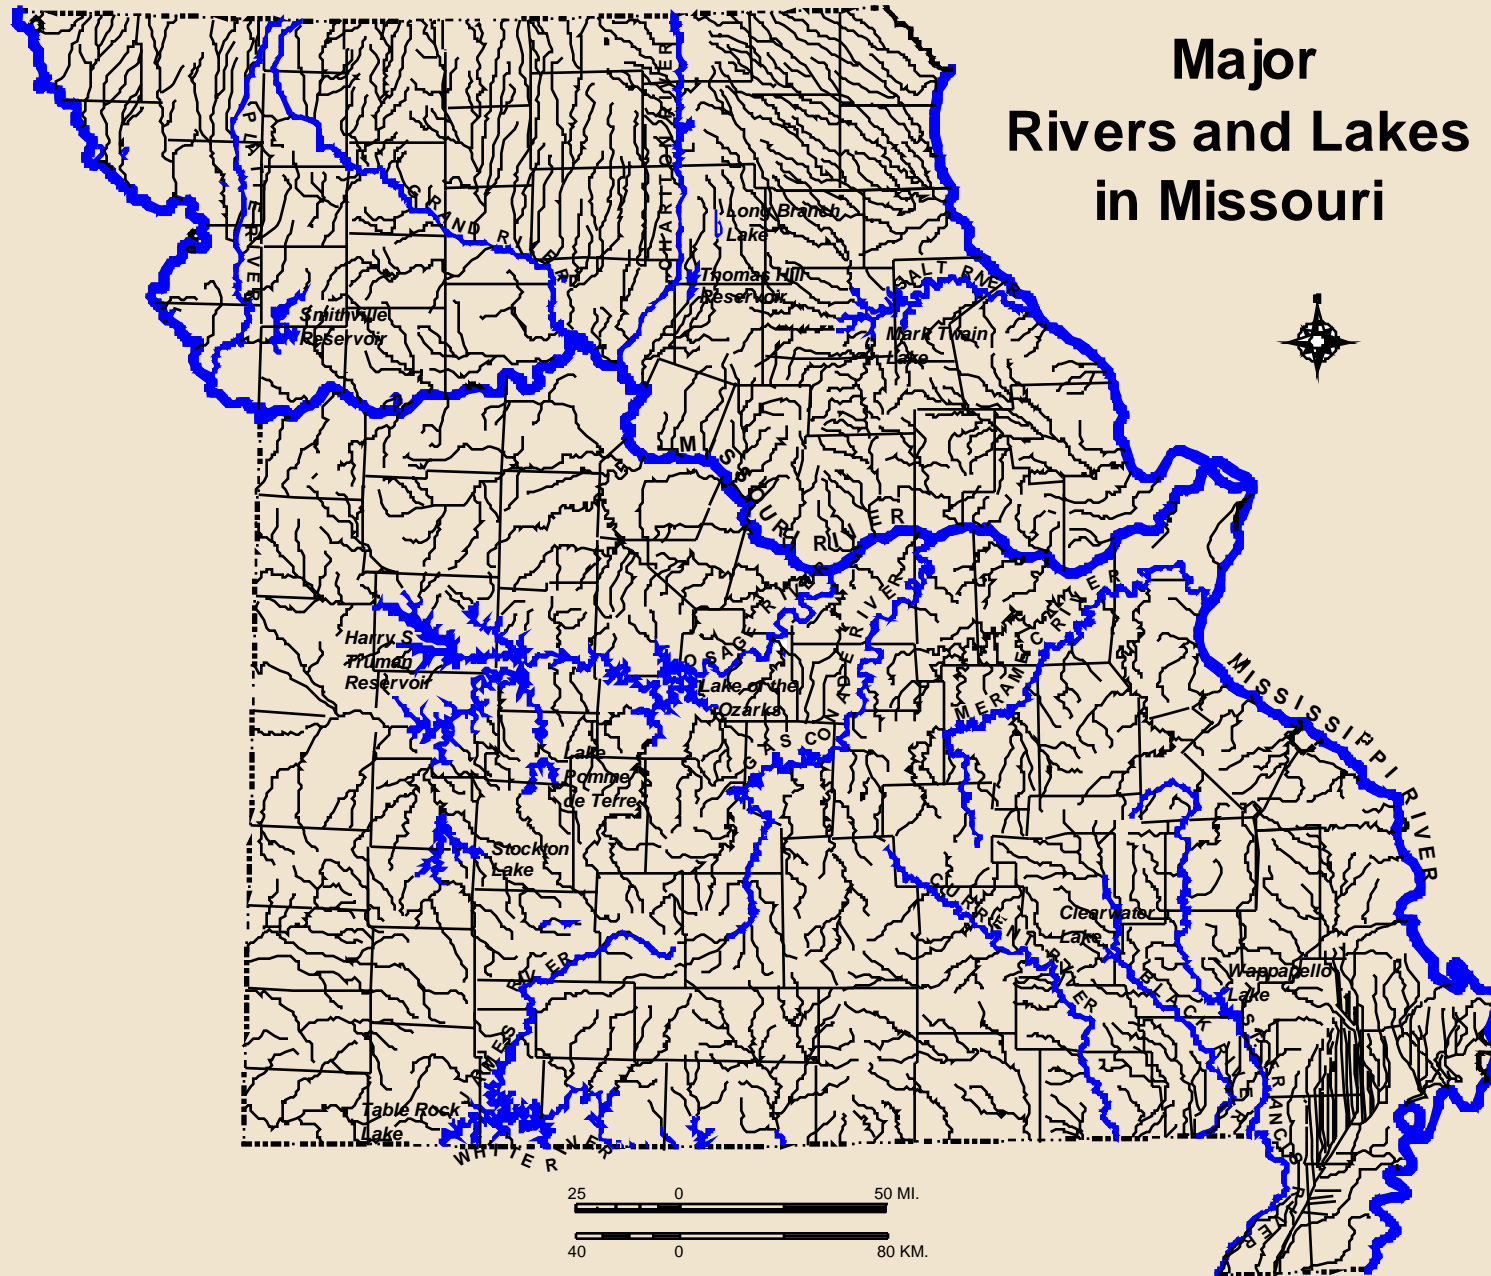 Major
Rivers and Lakes
in Missouri
PLATTE RIVER
GRAND RIVER
CHARITON RIVER
Long Branch
Lake
Thomas Hill
Reservoir
SALT RIVER
Mark Twain
Lake
Smithville
Reservoir
MISSOURI RIVER
Harry S
Truman
Reservoir
OSAGE RIVER
Lake of the
Ozarks
GASCONADE RIVER
MERAMEC RIVER
MISSISSIPPI RIVER
Lake
Pomme
de Terre
Stockton
Lake
CURRENT RIVER
Clearwater
Lake
BLACK RIVER
Wappapello
Lake
ST. FRANCIS RIVER
JAMES RIVER
Table Rock
Lake
WHITE RIVER
25 0 50 MI.
40 0 80 KM.